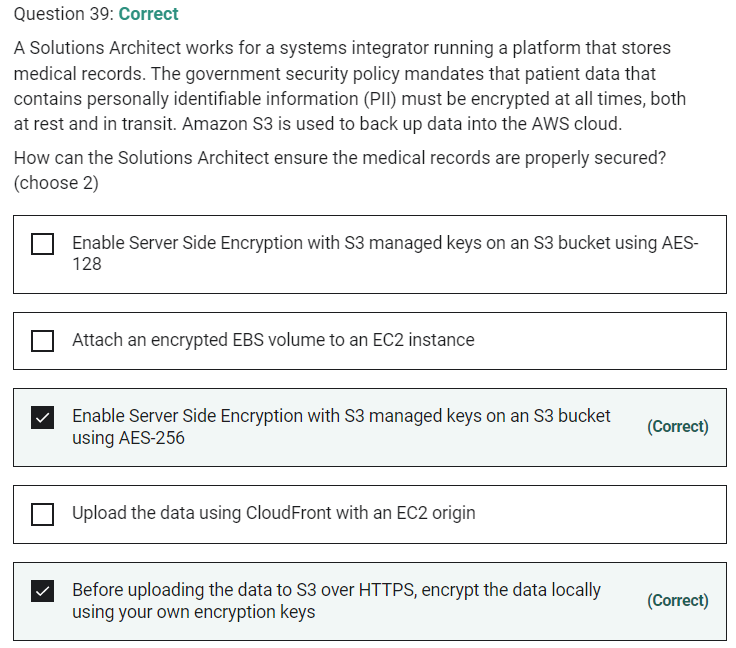 Question 39: Correct
A Solutions Architect works for a systems integrator running a platform that stores
medical records. The government security policy mandates that patient data that
contains personally identifiable information (PII) must be encrypted at all times, both
at rest and in transit. Amazon S3 is used to back up data into the AWS cloud.
How can the Solutions Architect ensure the medical records are properly secured?
(choose 2)
Enable Server Side Encryption with S3 managed keys on an S3 bucket using AES-
128
Attach an encrypted EBS volume to an EC2 instance
Enable Server Side Encryption with S3 managed keys on an S3 bucket
using AES-256
(Correct)
Upload the data using CloudFront with an EC2 origin
Before uploading the data to S3 over HTTPS, encrypt the data locally
using your own encryption keys
(Correct)